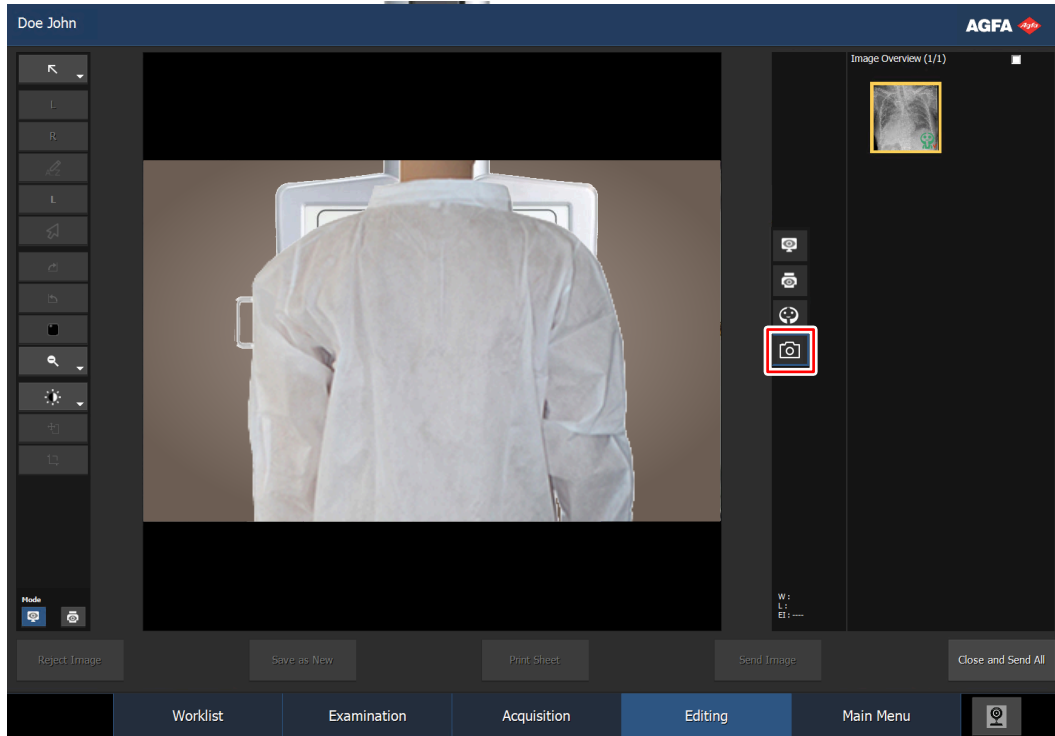 Doe John
AGFA
Agfa
Image Overview (1/1)
L
R
L
Mode
W :
L :
EI : ----
Reject Image
Save as New
Print Sheet
Send Image
Close and Send All
Worklist
Examination
Acquisition
Editing
Main Menu